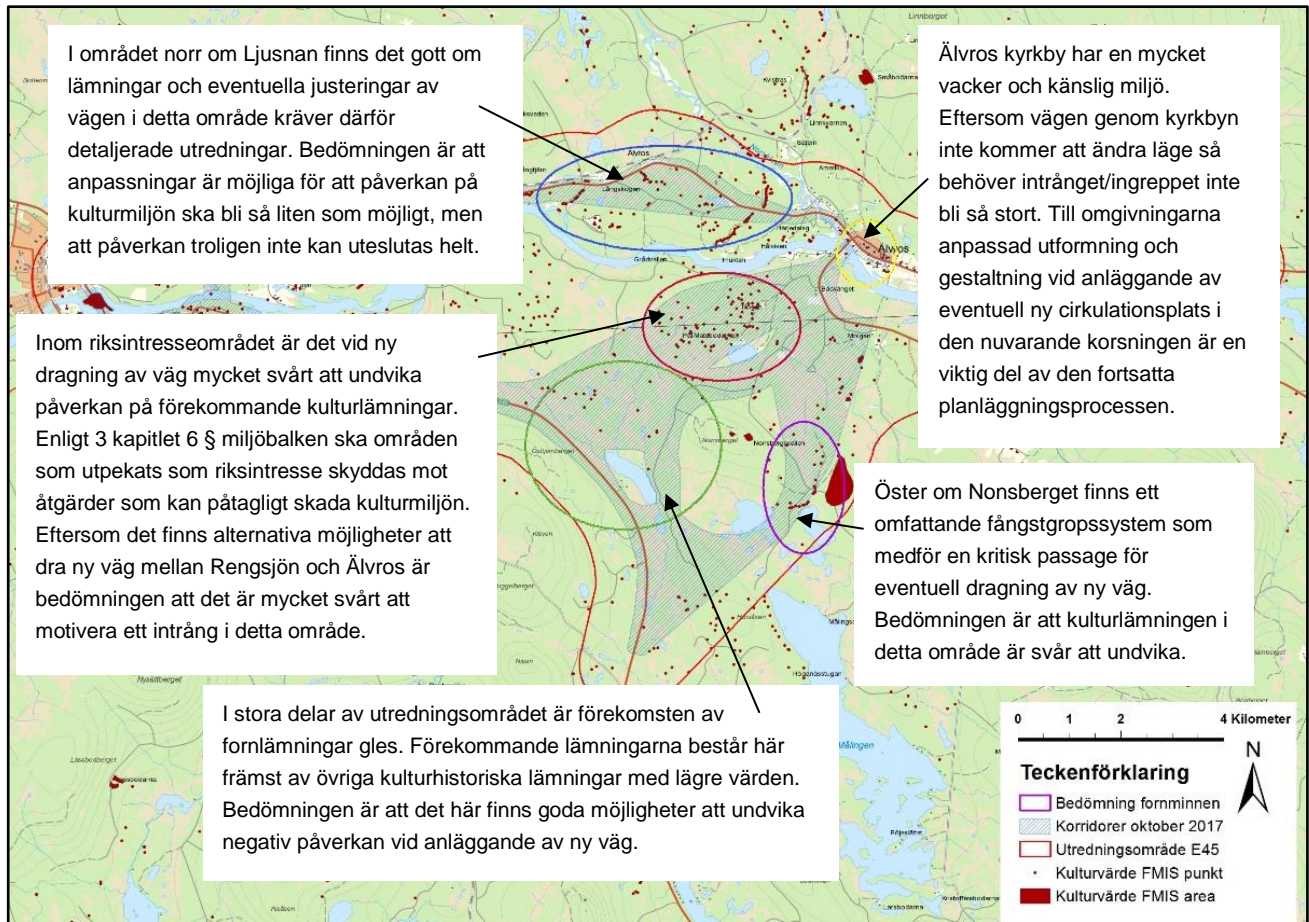 I området norr om Ljusnan finns det gott om
lämningar och eventuella justeringar av
vägen i detta område kräver därför
detaljerade utredningar. Bedömningen är att
anpassningar är möjliga för att påverkan på
kulturmiljön ska bli så liten som möjligt, men
att påverkan troligen inte kan uteslutas helt.
Älvros kyrkby har en mycket
vacker och känslig miljö.
Eftersom vägen genom kyrkbyn
inte kommer att ändra läge så
behöver intrånget/ingreppet inte
bli så stort. Till omgivningarna
anpassad utformning och
gestaltning vid anläggande av
eventuell ny cirkulationsplats i
den nuvarande korsningen är en
viktig del av den fortsatta
planläggningsprocessen.
Inom riksintresseområdet är det vid ny
dragning av väg mycket svårt att undvika
påverkan på förekommande kulturlämningar.
Enligt 3 kapitlet 6 § miljöbalken ska områden
som utpekats som riksintresse skyddas mot
åtgärder som kan påtagligt skada kulturmiljön.
Eftersom det finns alternativa möjligheter att
dra ny väg mellan Rengsjön och Älvros är
bedömningen att det är mycket svårt att
motivera ett intrång i detta område.
Öster om Nonsberget finns ett
omfattande fångstgropssystem som
medför en kritisk passage för
eventuell dragning av ny väg.
Bedömningen är att kulturlämningen i
detta område är svår att undvika.
I stora delar av utredningsområdet är förekomsten av
fornlämningar gles. Förekommande lämningarna består här
främst av övriga kulturhistoriska lämningar med lägre värden.
Bedömningen är att det här finns goda möjligheter att undvika
negativ påverkan vid anläggande av ny väg.
Linnberget
Älvros
Långskogen
Älvros
Nonsberget
Målingen
Nysättberget
0 1 2 4 Kilometer
N
Teckenförklaring
Bedömning fornminnen
Korridorer oktober 2017
Utredningsområde E45
Kulturvärde FMIS punkt
Kulturvärde FMIS area